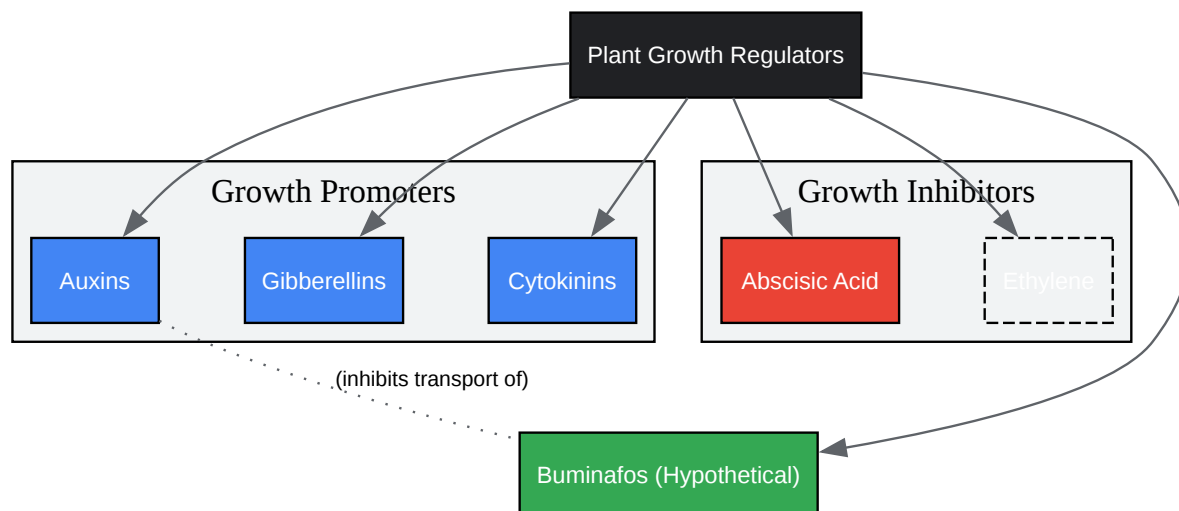 Plant Growth Regulators
Growth Promoters
Growth Inhibitors
Auxins
Gibberellins
Cytokinins
Abscisic Acid
Ethylene
(inhibits transport of)
Buminafos (Hypothetical)